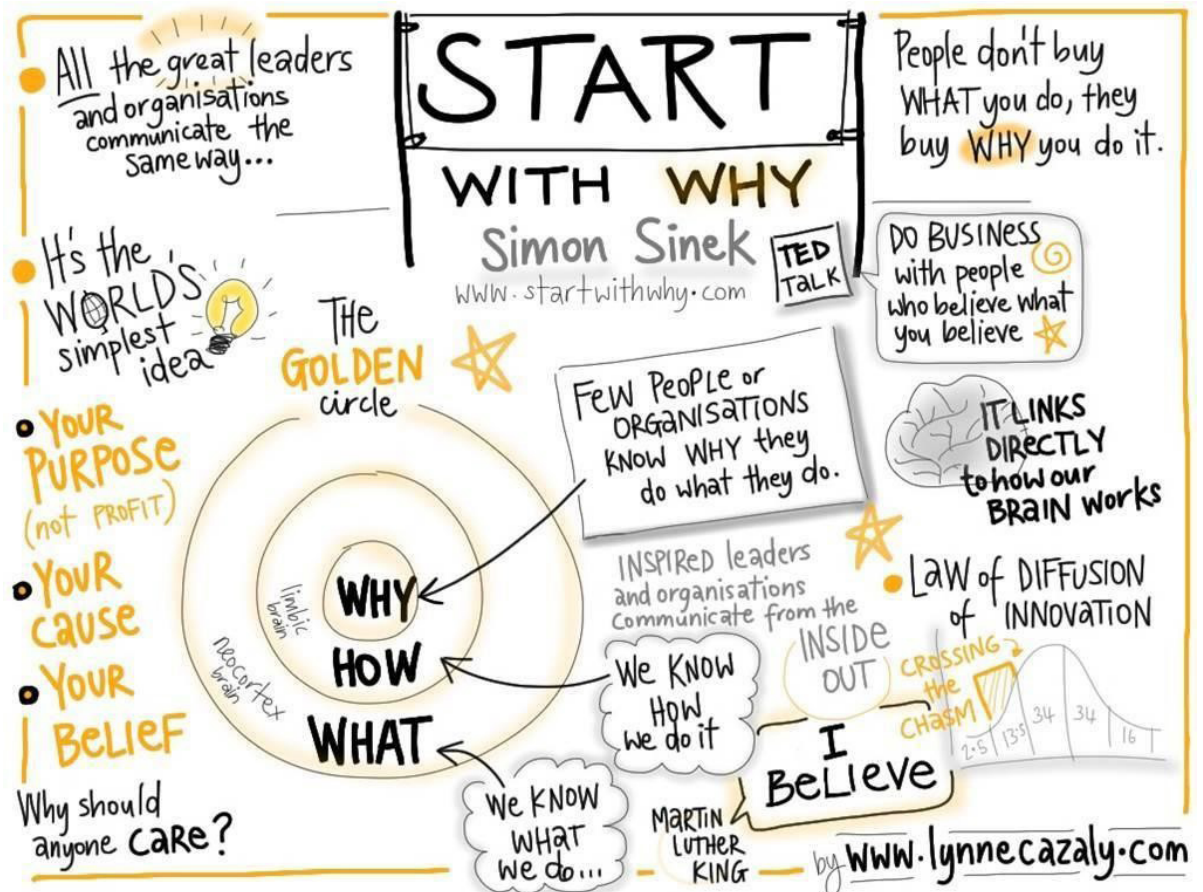 All the great leaders
and organisations
communicate the
same way...
START
WITH WHY
Simon Sinek
www.startwithwhy.com
TED
TALK
People don't buy
WHAT you do, they
buy WHY you do it.
DO BUSINESS
with people
who believe what
you believe
It's the
WORLD'S
simplest
idea
THE
GOLDEN
circle
FEW PEOPLE or
ORGANISATIONS
KNOW WHY they
do what they do.
IT LINKS
DIRECTLY
to how our
BRAIN works
• YOUR
PURPOSE
(not PROFIT)
• YOUR
CAUSE
• YOUR
BELIEF
Why should
anyone CARE?
WHY
limbic
brain
HOW
neocortex
brain
WHAT
INSPIRED leaders
and organisations
communicate from the
INSIDE
OUT
We KNOW
HOW
we do it
We KNOW
WHAT
we do...
I
BELIEVE
MARTIN
LUTHER
KING
LAW of DIFFUSION
of INNOVATION
CROSSING
the
CHASM
2.5 13.5 34 34 16
by www.lynnecazaly.com